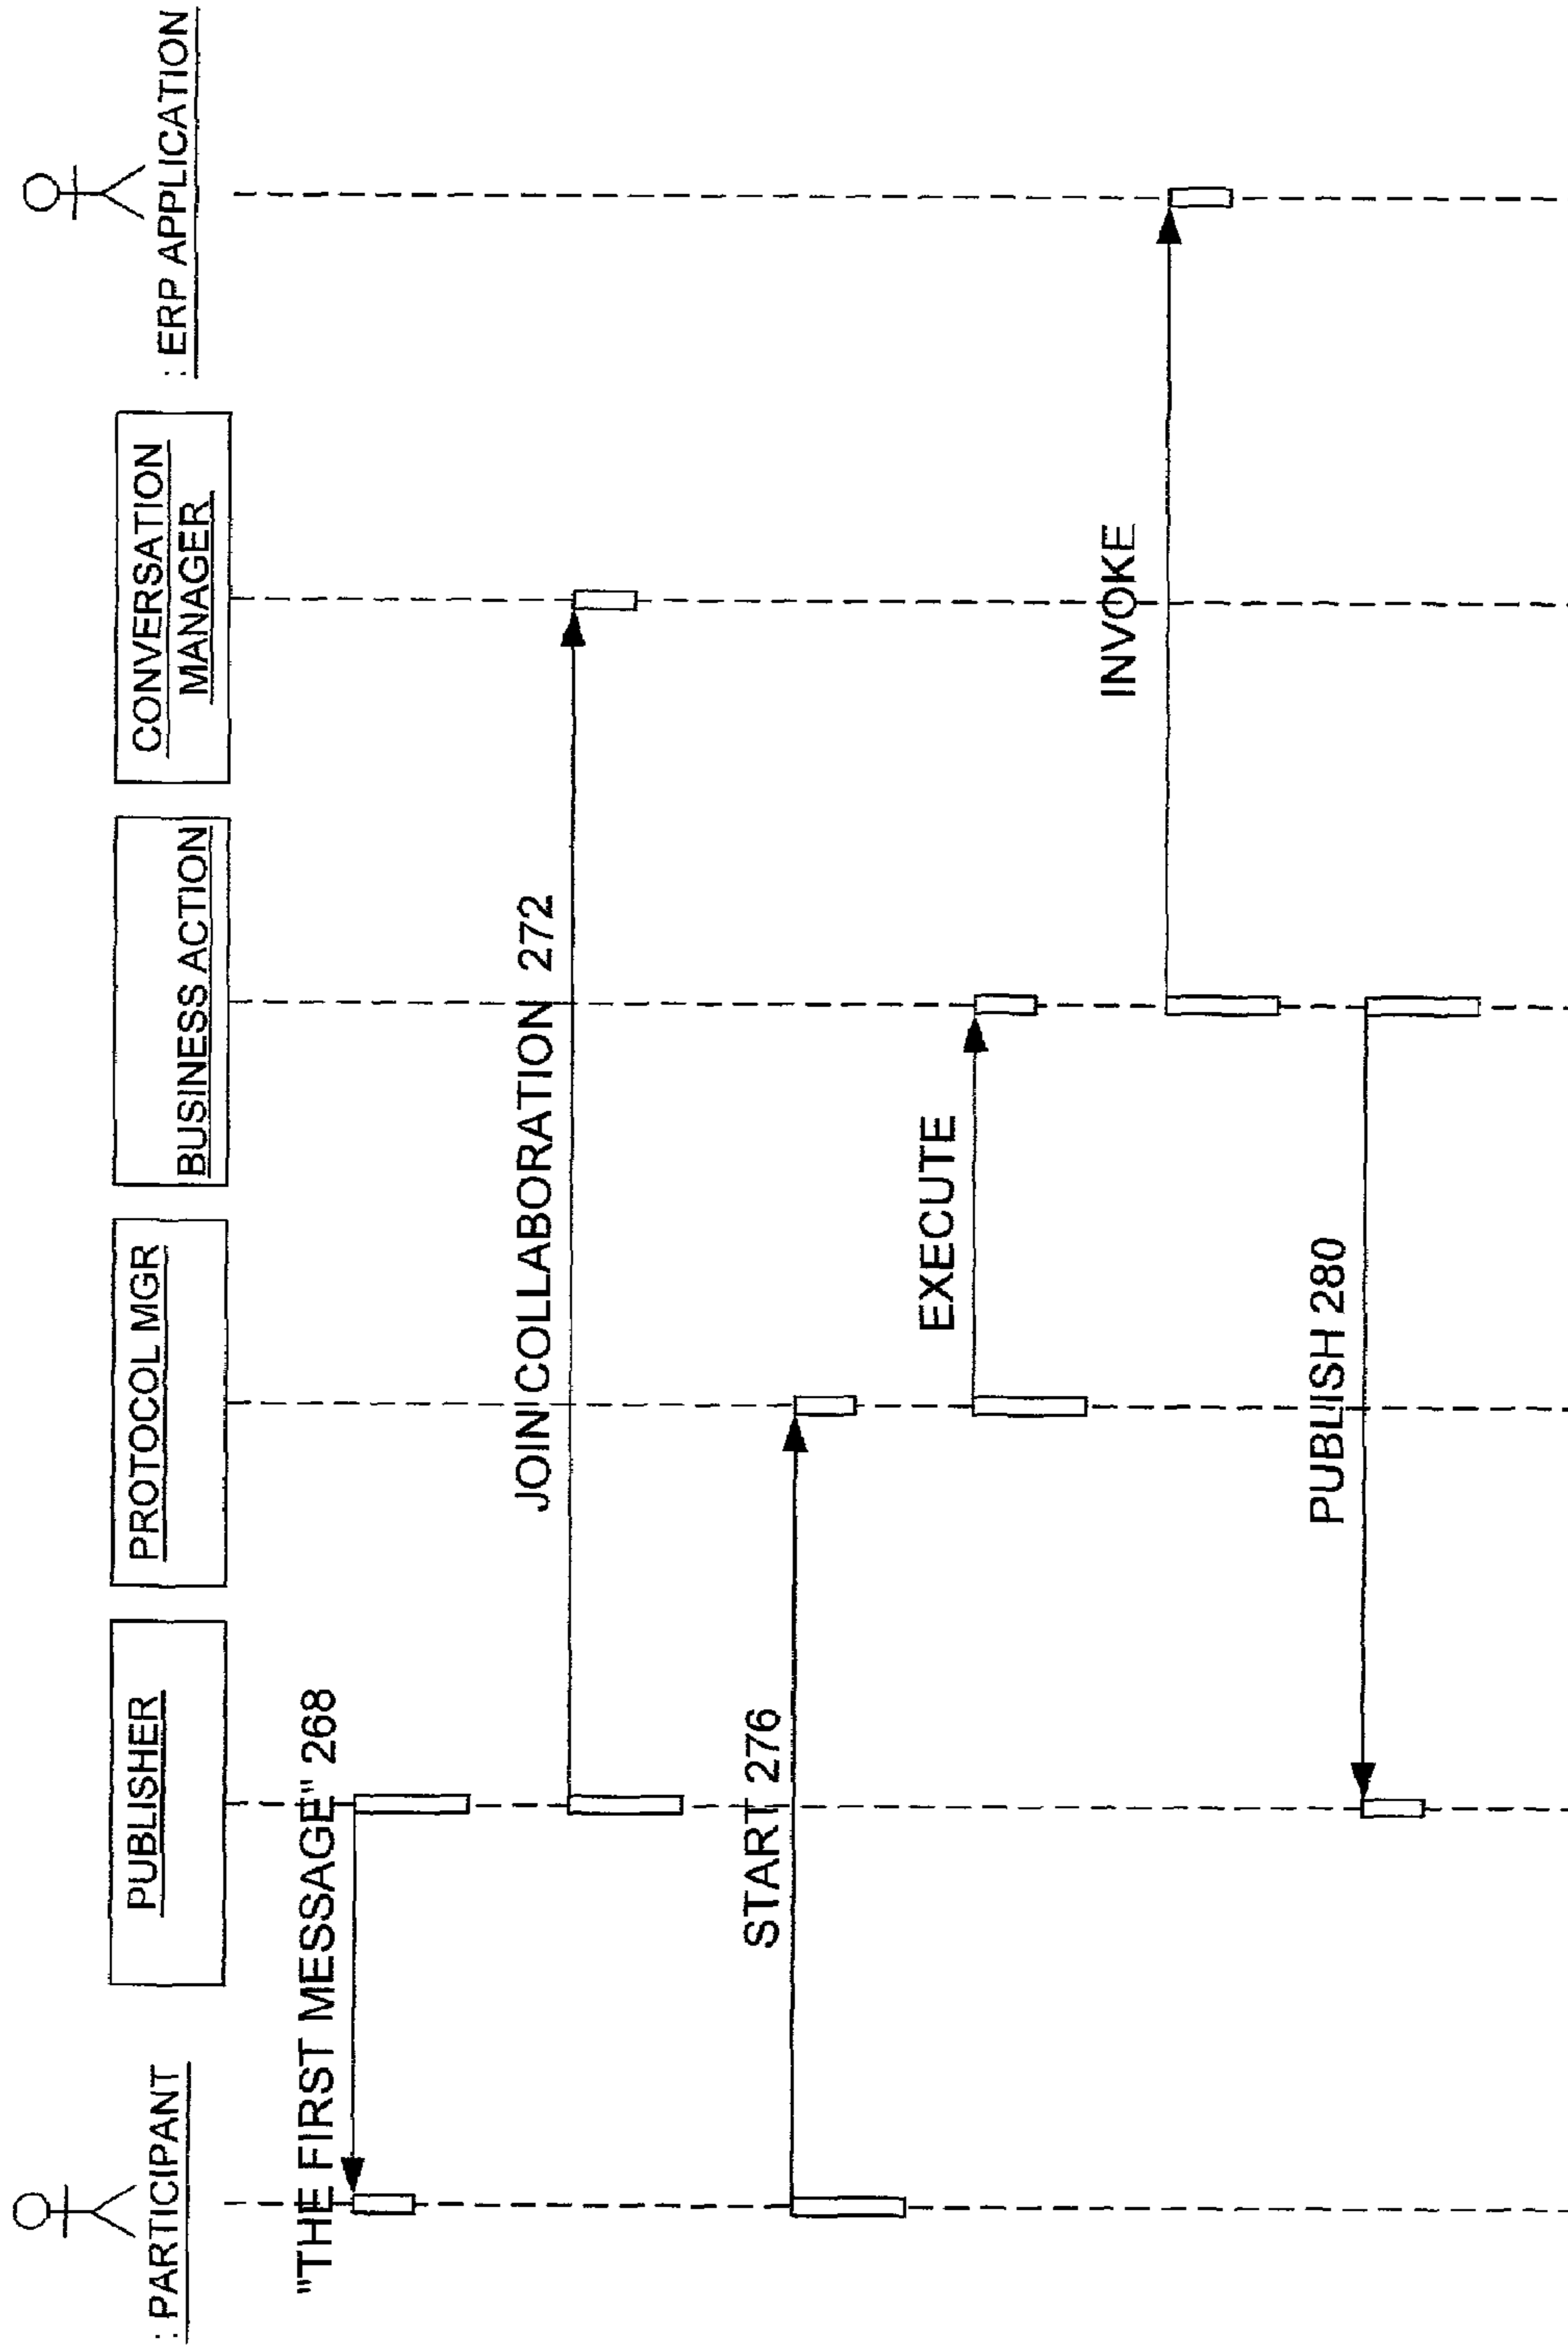 : PARTICIPANT
PUBLISHER
PROTOCOL MGR
BUSINESS ACTION
CONVERSATION
MANAGER
: ERP APPLICATION
"THE FIRST MESSAGE" 268
JOIN COLLABORATION 272
START 276
EXECUTE
INVOKE
PUBLISH 280